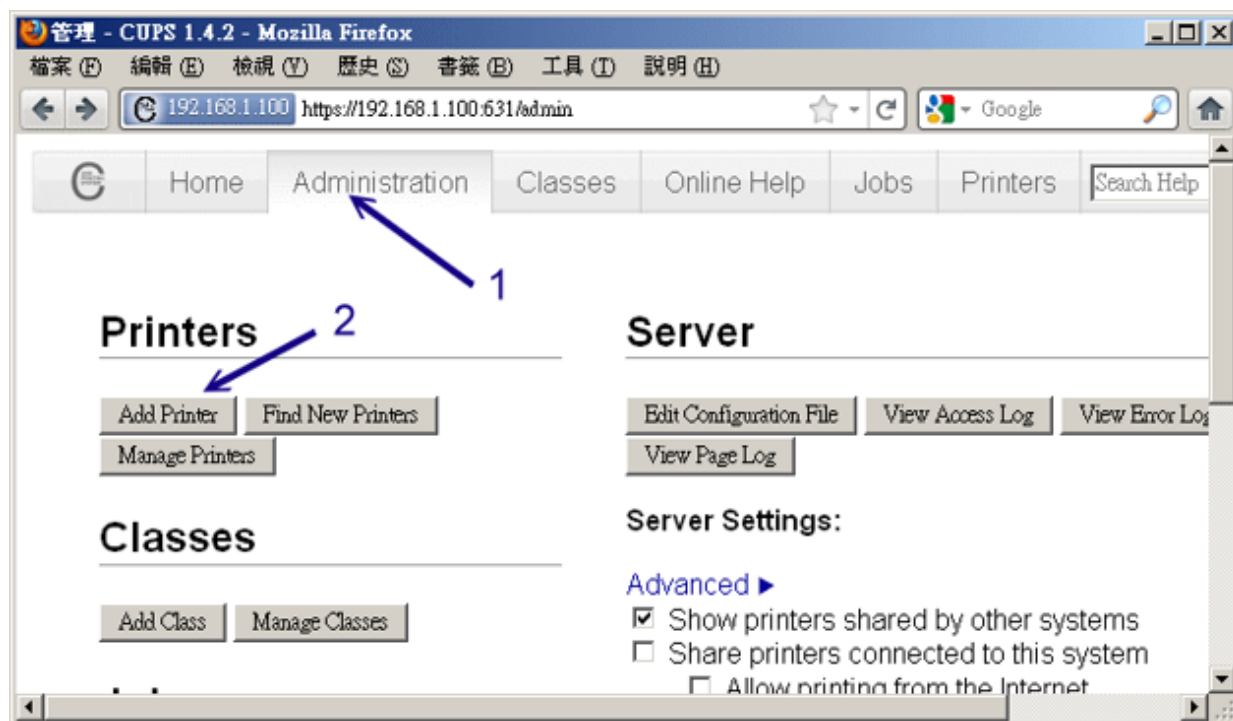 管理 - CUPS 1.4.2 - Mozilla Firefox
檔案 (F) 編輯 (E) 檢視 (V) 歷史 (S) 書籤 (B) 工具 (T) 說明 (H)
192.168.1.100 https://192.168.1.100:631/admin Google
Home Administration Classes Online Help Jobs Printers Search Help
1
Printers 2 Server
Add Printer Find New Printers Edit Configuration File View Access Log View Error Log
Manage Printers View Page Log
Classes Server Settings:
Advanced ▶
Add Class Manage Classes Show printers shared by other systems
Share printers connected to this system
Allow printing from the Internet